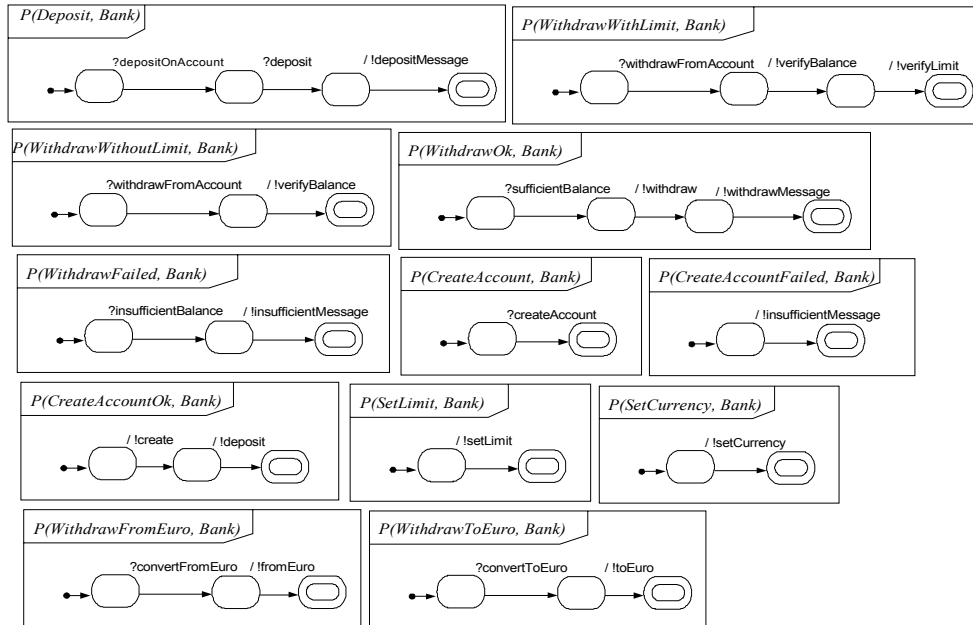 P(Deposit, Bank)
?depositOnAccount ?deposit / !depositMessage
P(WithdrawWithLimit, Bank)
?withdrawFromAccount / !verifyBalance / !verifyLimit
P(WithdrawWithoutLimit, Bank)
?withdrawFromAccount / !verifyBalance
P(WithdrawOk, Bank)
?sufficientBalance / !withdraw / !withdrawMessage
P(WithdrawFailed, Bank)
?insufficientBalance / !insufficientMessage
P(CreateAccount, Bank)
?createAccount
P(CreateAccountFailed, Bank)
/ !insufficientMessage
P(CreateAccountOk, Bank)
/ !create / !deposit
P(SetLimit, Bank)
/ !setLimit
P(SetCurrency, Bank)
/ !setCurrency
P(WithdrawFromEuro, Bank)
?convertFromEuro / !fromEuro
P(WithdrawToEuro, Bank)
?convertToEuro / !toEuro